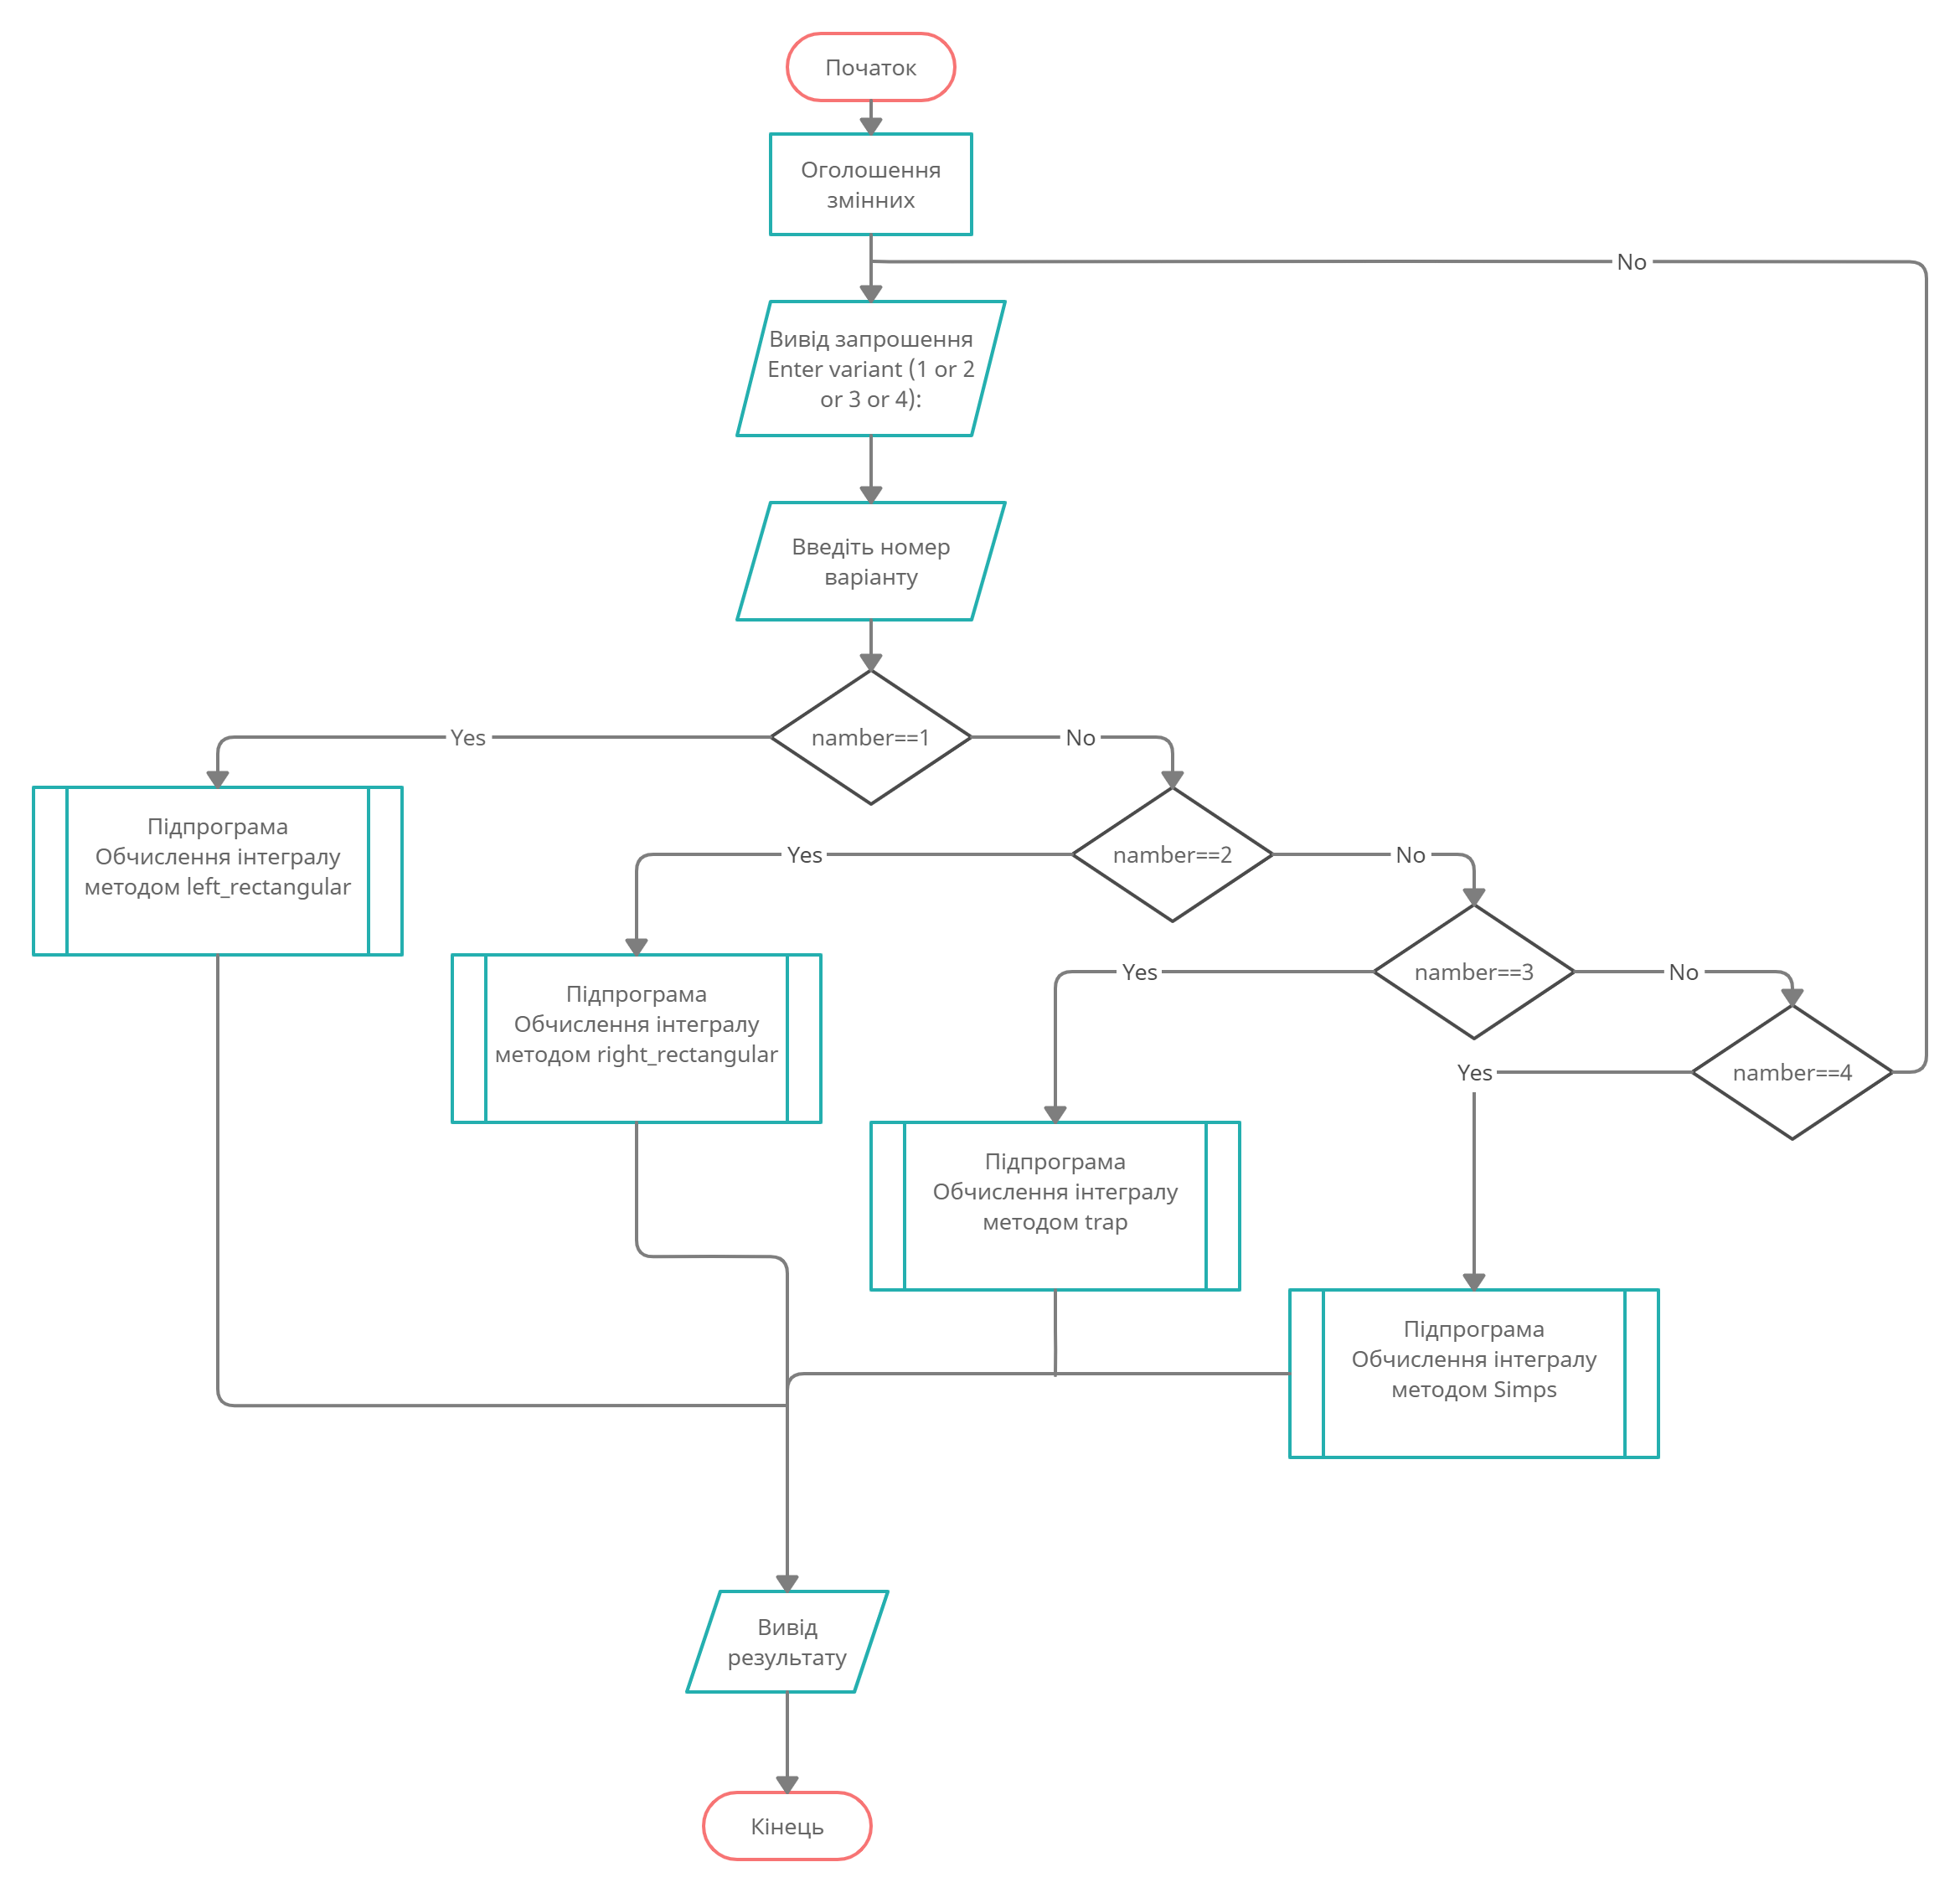 Початок
Оголошення
змінних
No
Вивід запрошення
Enter variant (1 or 2
or 3 or 4):
Введіть номер
варіанту
namber==1
Yes
No
Підпрограма
Обчислення інтегралу
методом left_rectangular
namber==2
Yes
No
Підпрограма
Обчислення інтегралу
методом right_rectangular
namber==3
Yes
No
Підпрограма
Обчислення інтегралу
методом trap
namber==4
Yes
Підпрограма
Обчислення інтегралу
методом Simps
Вивід
результату
Кінець